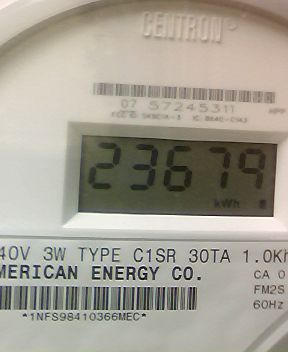 CENTRON®
07 57245311
23679
kWh
40V 3W TYPE C1SR 30TA 1.0Kh
MERICAN ENERGY CO.
CA 0
FM2S
60Hz
*1NFS98410366MEC*